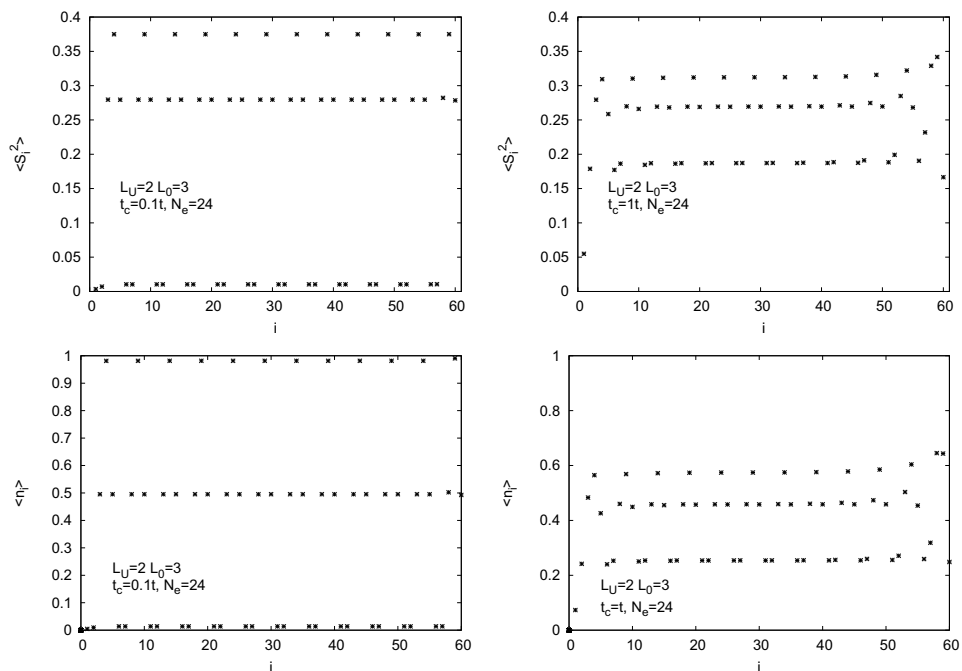 0.4
0.35
0.3
0.25
0.2
0.15
0.1
0.05
0
<S_i^2>
L_U=2 L_0=3
t_c=0.1t, N_e=24
0 10 20 30 40 50 60
i
0.4
0.35
0.3
0.25
0.2
0.15
0.1
0.05
0
<S_i^2>
L_U=2 L_0=3
t_c=1t, N_e=24
0 10 20 30 40 50 60
i
1
0.9
0.8
0.7
0.6
0.5
0.4
0.3
0.2
0.1
0
<n_i>
L_U=2 L_0=3
t_c=0.1t, N_e=24
0 10 20 30 40 50 60
i
1
0.8
0.6
0.4
0.2
0
<n_i>
L_U=2 L_0=3
t_c=t, N_e=24
0 10 20 30 40 50 60
i